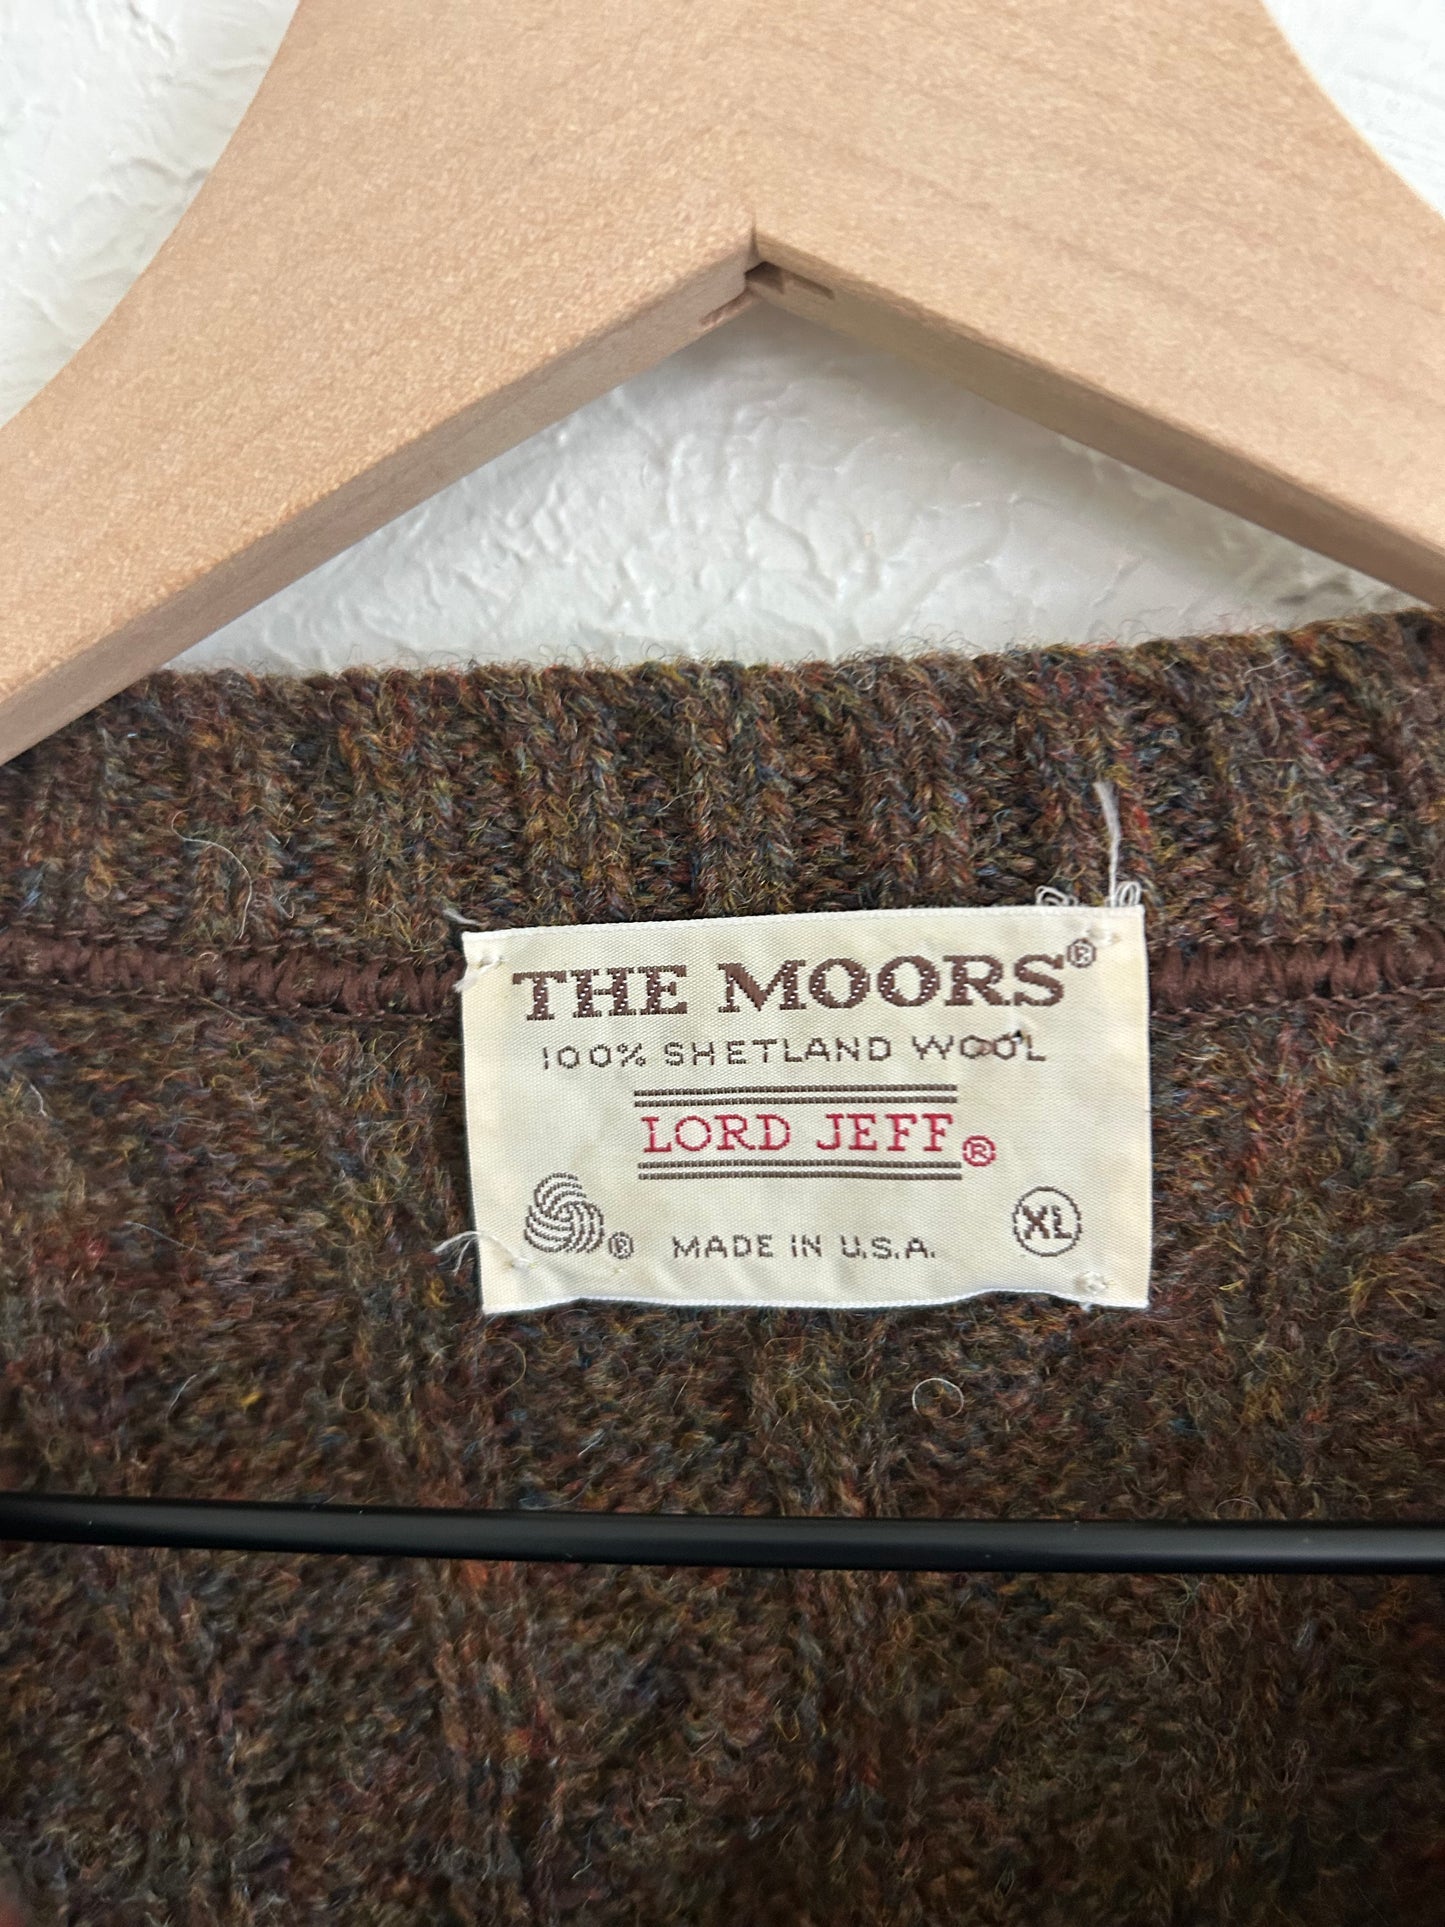 THE MOORS®
100% SHETLAND WOOL
LORD JEFF®
® MADE IN U.S.A. XL